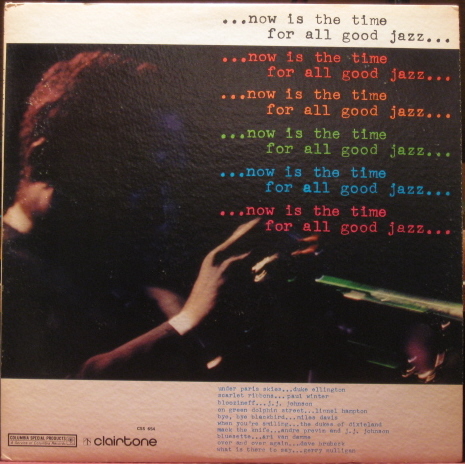 ...now is the time
for all good jazz...
...now is the time
for all good jazz...
...now is the time
for all good jazz...
...now is the time
for all good jazz...
...now is the time
for all good jazz...
...now is the time
for all good jazz...
under paris skies...duke ellington
scarlet ribbons...paul winter
blue...j.j. johnson
on green dolphin street...lionel hampton
bye, bye blackbird...miles davis
when you're smiling...the dukes of dixieland
mack the knife...andre previn and j.j. johnson
bluesette...art van damme
over and over again...dave brubeck
what is there to say...gerry mulligan
COLUMBIA SPECIAL PRODUCTS
clairtone